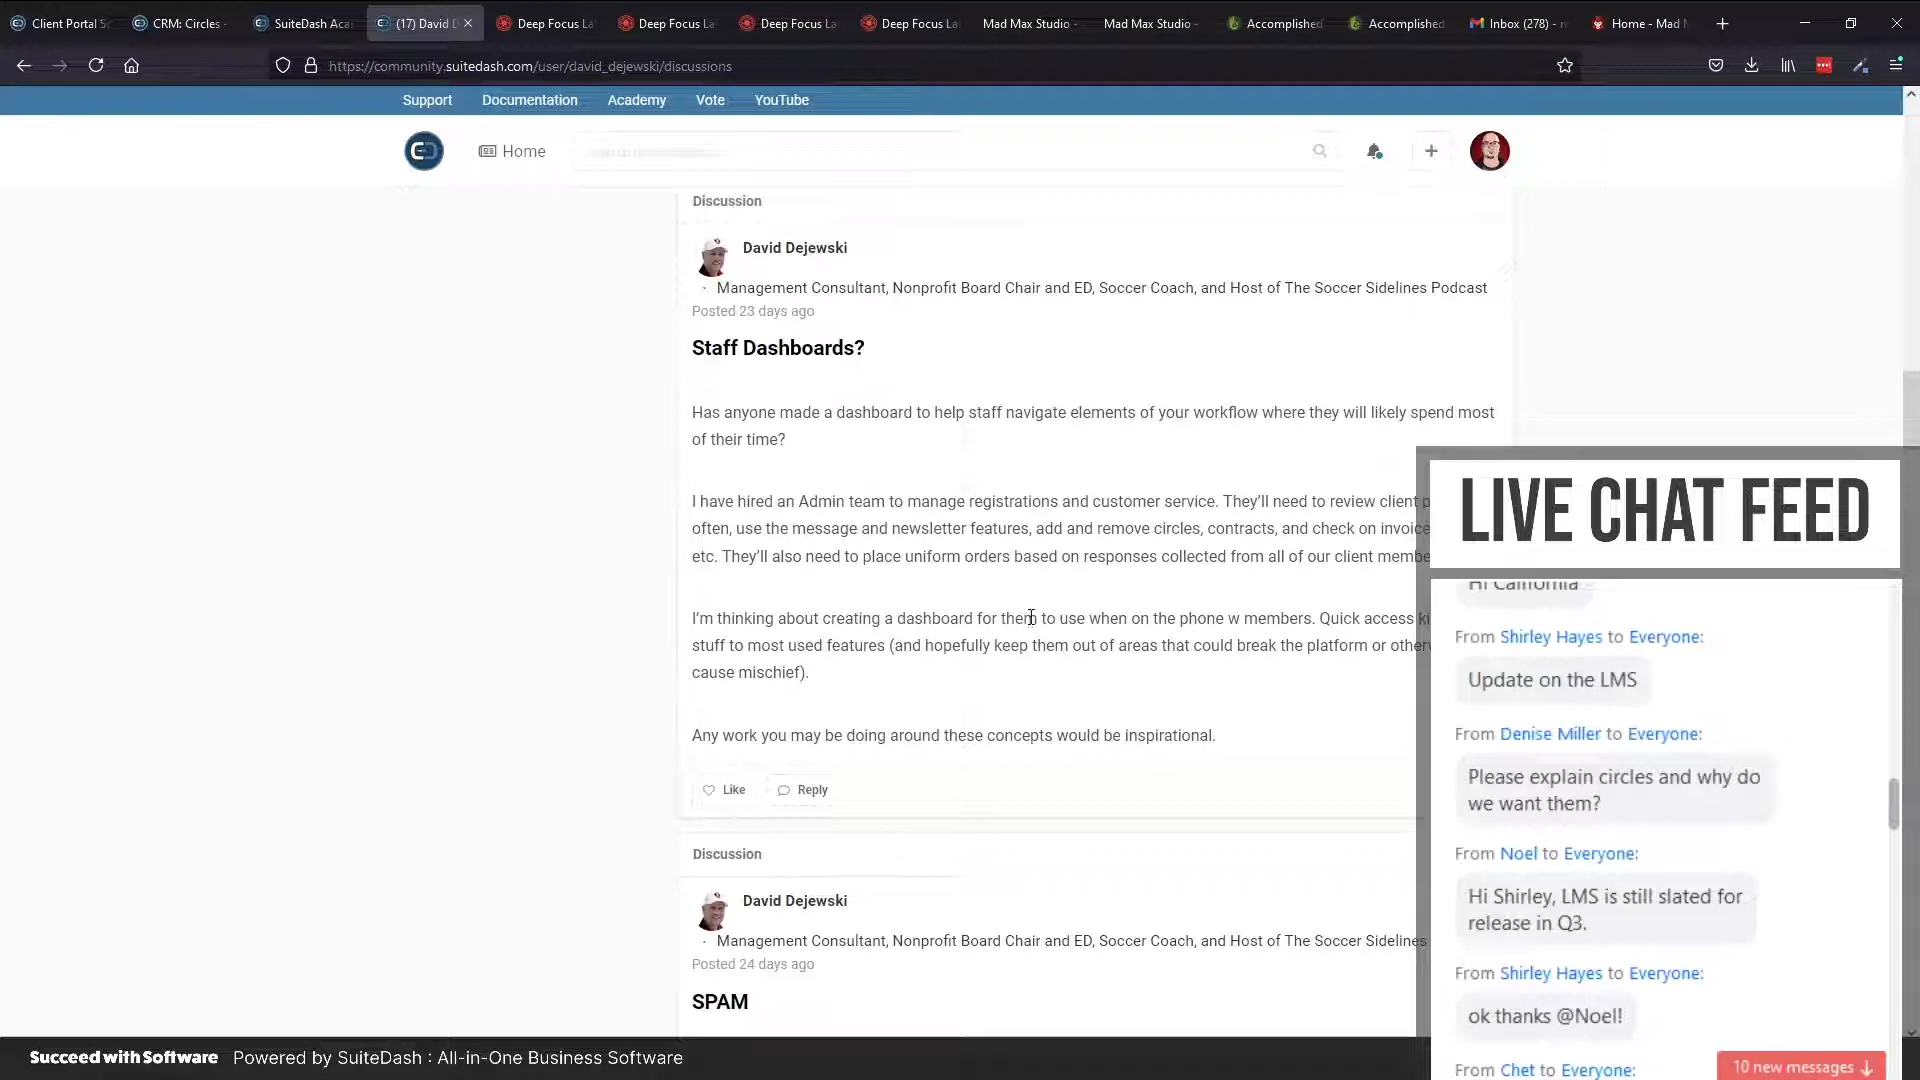 Client Portal S
CRM: Circles -
SuiteDash Aca
(17) David D
Deep Focus La
Deep Focus La
Deep Focus La
Deep Focus La
Mad Max Studio -
Mad Max Studio -
Accomplished
Accomplished
Inbox (278) -
Home - Mad M
https://community.suitedash.com/user/david_dejewski/discussions
Support
Documentation
Academy
Vote
YouTube
Home
Discussion
David Dejewski
· Management Consultant, Nonprofit Board Chair and ED, Soccer Coach, and Host of The Soccer Sidelines Podcast
Posted 23 days ago
Staff Dashboards?
Has anyone made a dashboard to help staff navigate elements of your workflow where they will likely spend most
of their time?
I have hired an Admin team to manage registrations and customer service. They'll need to review client p
often, use the message and newsletter features, add and remove circles, contracts, and check on invoice
etc. They'll also need to place uniform orders based on responses collected from all of our client membe
I'm thinking about creating a dashboard for them to use when on the phone w members. Quick access ki
stuff to most used features (and hopefully keep them out of areas that could break the platform or otherw
cause mischief).
Any work you may be doing around these concepts would be inspirational.
Like
Reply
Discussion
David Dejewski
· Management Consultant, Nonprofit Board Chair and ED, Soccer Coach, and Host of The Soccer Sidelines
Posted 24 days ago
SPAM
LIVE CHAT FEED
Hi California
From Shirley Hayes to Everyone:
Update on the LMS
From Denise Miller to Everyone:
Please explain circles and why do
we want them?
From Noel to Everyone:
Hi Shirley, LMS is still slated for
release in Q3.
From Shirley Hayes to Everyone:
ok thanks @Noel!
From Chet to Everyone:
10 new messages
Succeed with Software Powered by SuiteDash : All-in-One Business Software